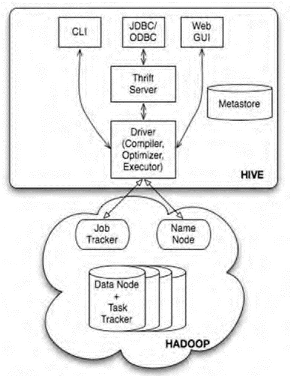 CLI
JDBC/
ODBC
Web
GUI
Thrift
Server
Metastore
Driver
(Compiler,
Optimizer,
Executor)
HIVE
Job
Tracker
Name
Node
Data Node
+
Task
Tracker
HADOOP